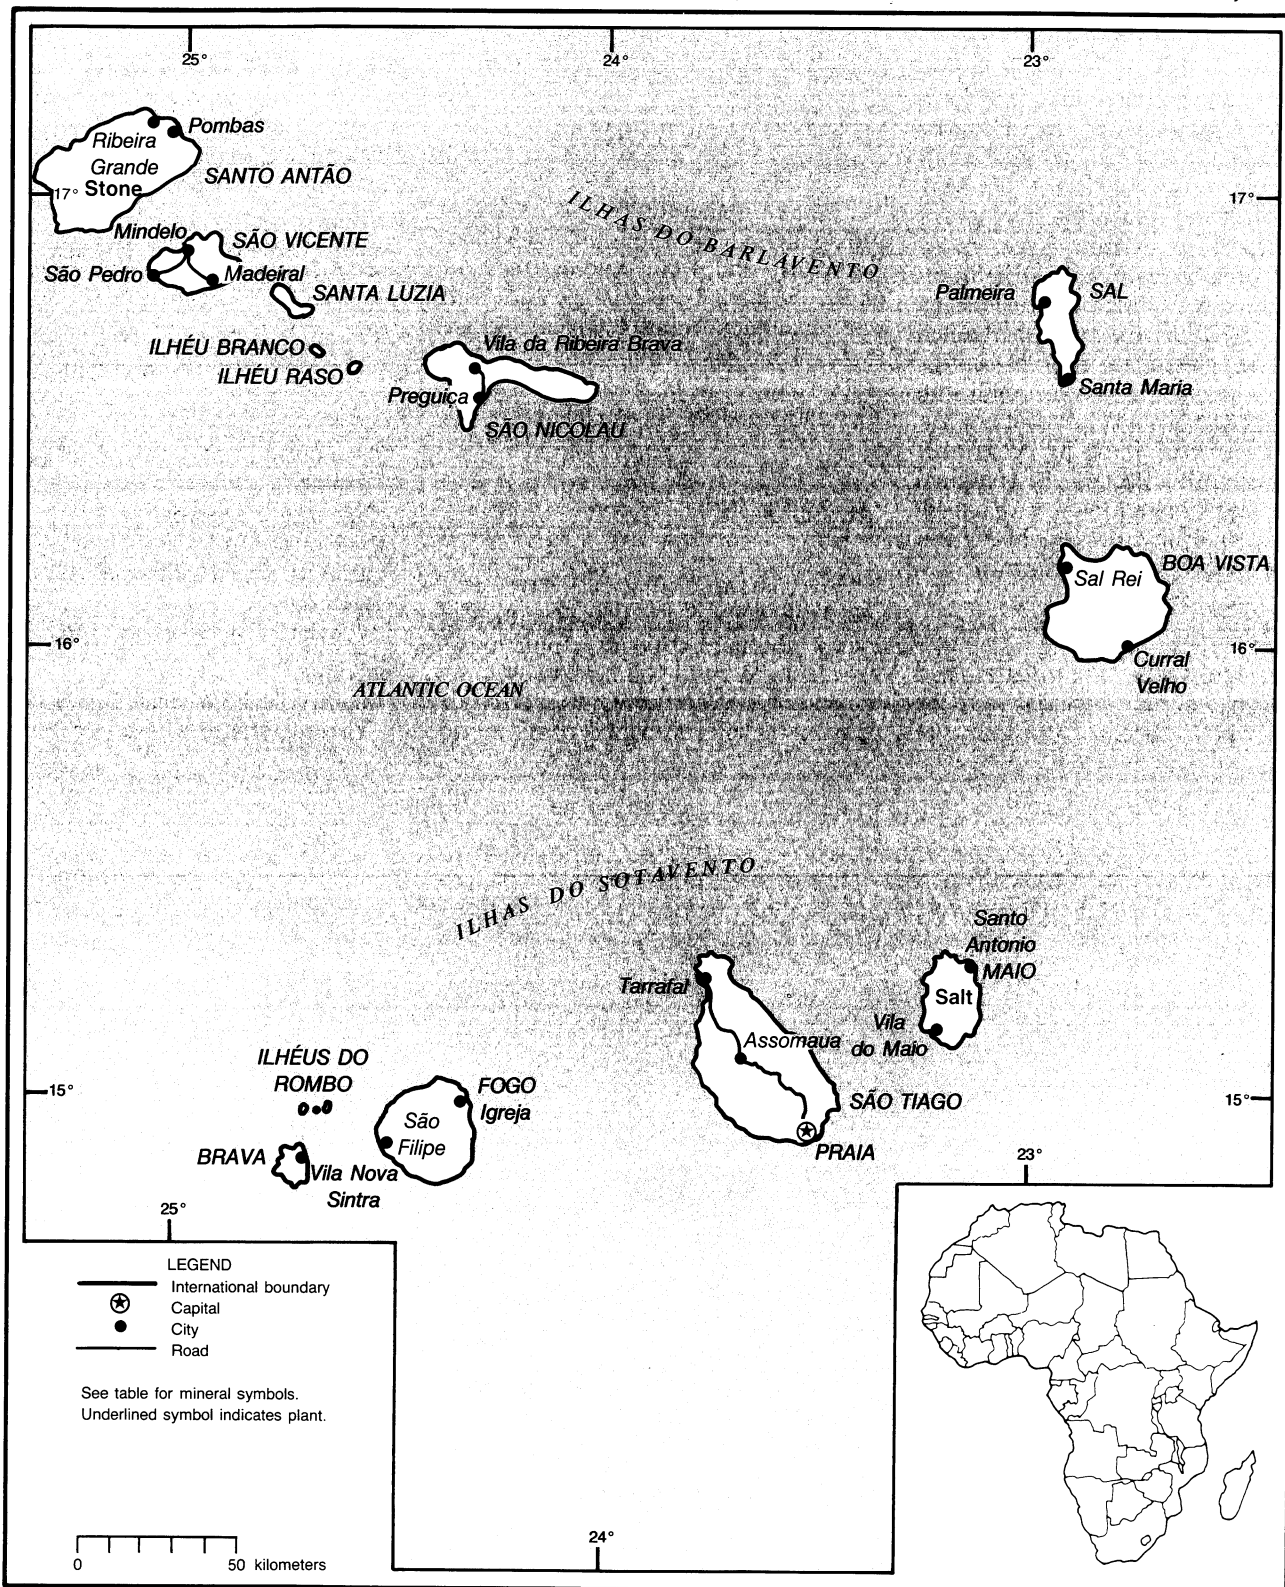 25°
24°
23°
Pombas
Ribeira
Grande
Stone
SANTO ANTÃO
17°
17°
ILHAS DO BARLAVENTO
Mindelo
SÃO VICENTE
São Pedro
Madeiral
SANTA LUZIA
Palmeira
SAL
ILHÉU BRANCO
ILHÉU RASO
Vila da Ribeira Brava
Preguiça
Santa Maria
SÃO NICOLAU
BOA VISTA
Sal Rei
16°
16°
Curral
Velho
ATLANTIC OCEAN
ILHAS DO SOTAVENTO
Santo
Antonio
MAIO
Tarrafal
Salt
Vila
do Maio
Assomaua
ILHÉUS DO
ROMBO
15°
FOGO
Igreja
SÃO TIAGO
15°
São
Filipe
BRAVA
PRAIA
Vila Nova
Sintra
23°
25°
LEGEND
International boundary
Capital
City
Road
See table for mineral symbols.
Underlined symbol indicates plant.
24°
0
50 kilometers